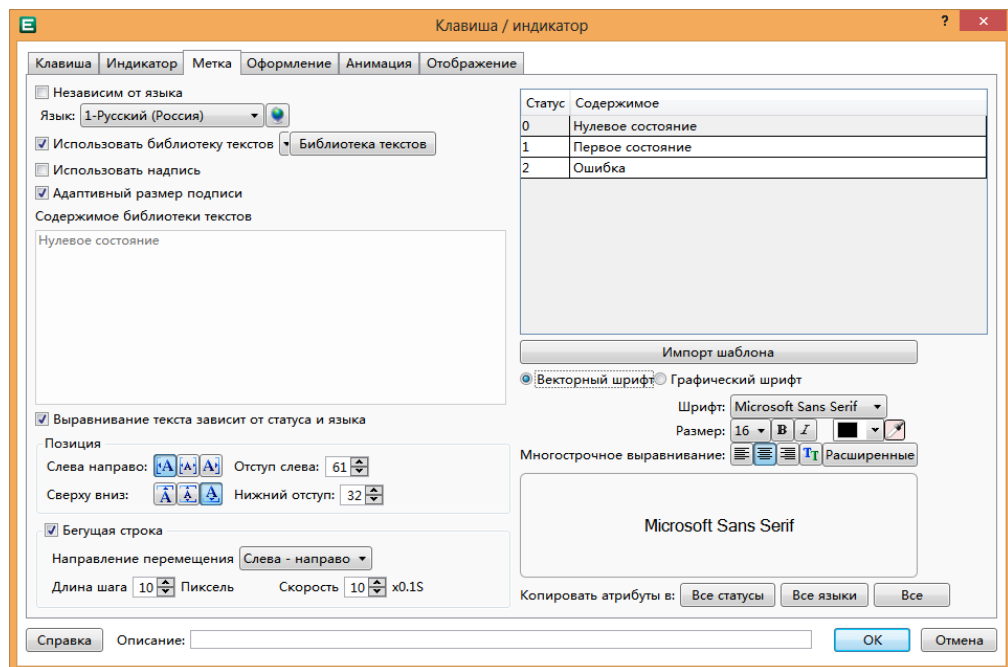 E
Клавиша / индикатор
?
×
Клавиша Индикатор Метка Оформление Анимация Отображение
Независим от языка
Язык: 1-Русский (Россия)
Использовать библиотеку текстов Библиотека текстов
Использовать надпись
Адаптивный размер подписи
Содержимое библиотеки текстов
Нулевое состояние
Выравнивание текста зависит от статуса и языка
Позиция
Слева направо: A A A Отступ слева: 61
Сверху вниз: A A A Нижний отступ: 32
Бегущая строка
Направление перемещения Слева - направо
Длина шага 10 Пиксель Скорость 10 x0.1S
Статус Содержимое
0 Нулевое состояние
1 Первое состояние
2 Ошибка
Импорт шаблона
Векторный шрифт Графический шрифт
Шрифт: Microsoft Sans Serif
Размер: 16 B I
Многострочное выравнивание: TT Расширенные
Microsoft Sans Serif
Копировать атрибуты в: Все статусы Все языки Все
Справка Описание: OK Отмена